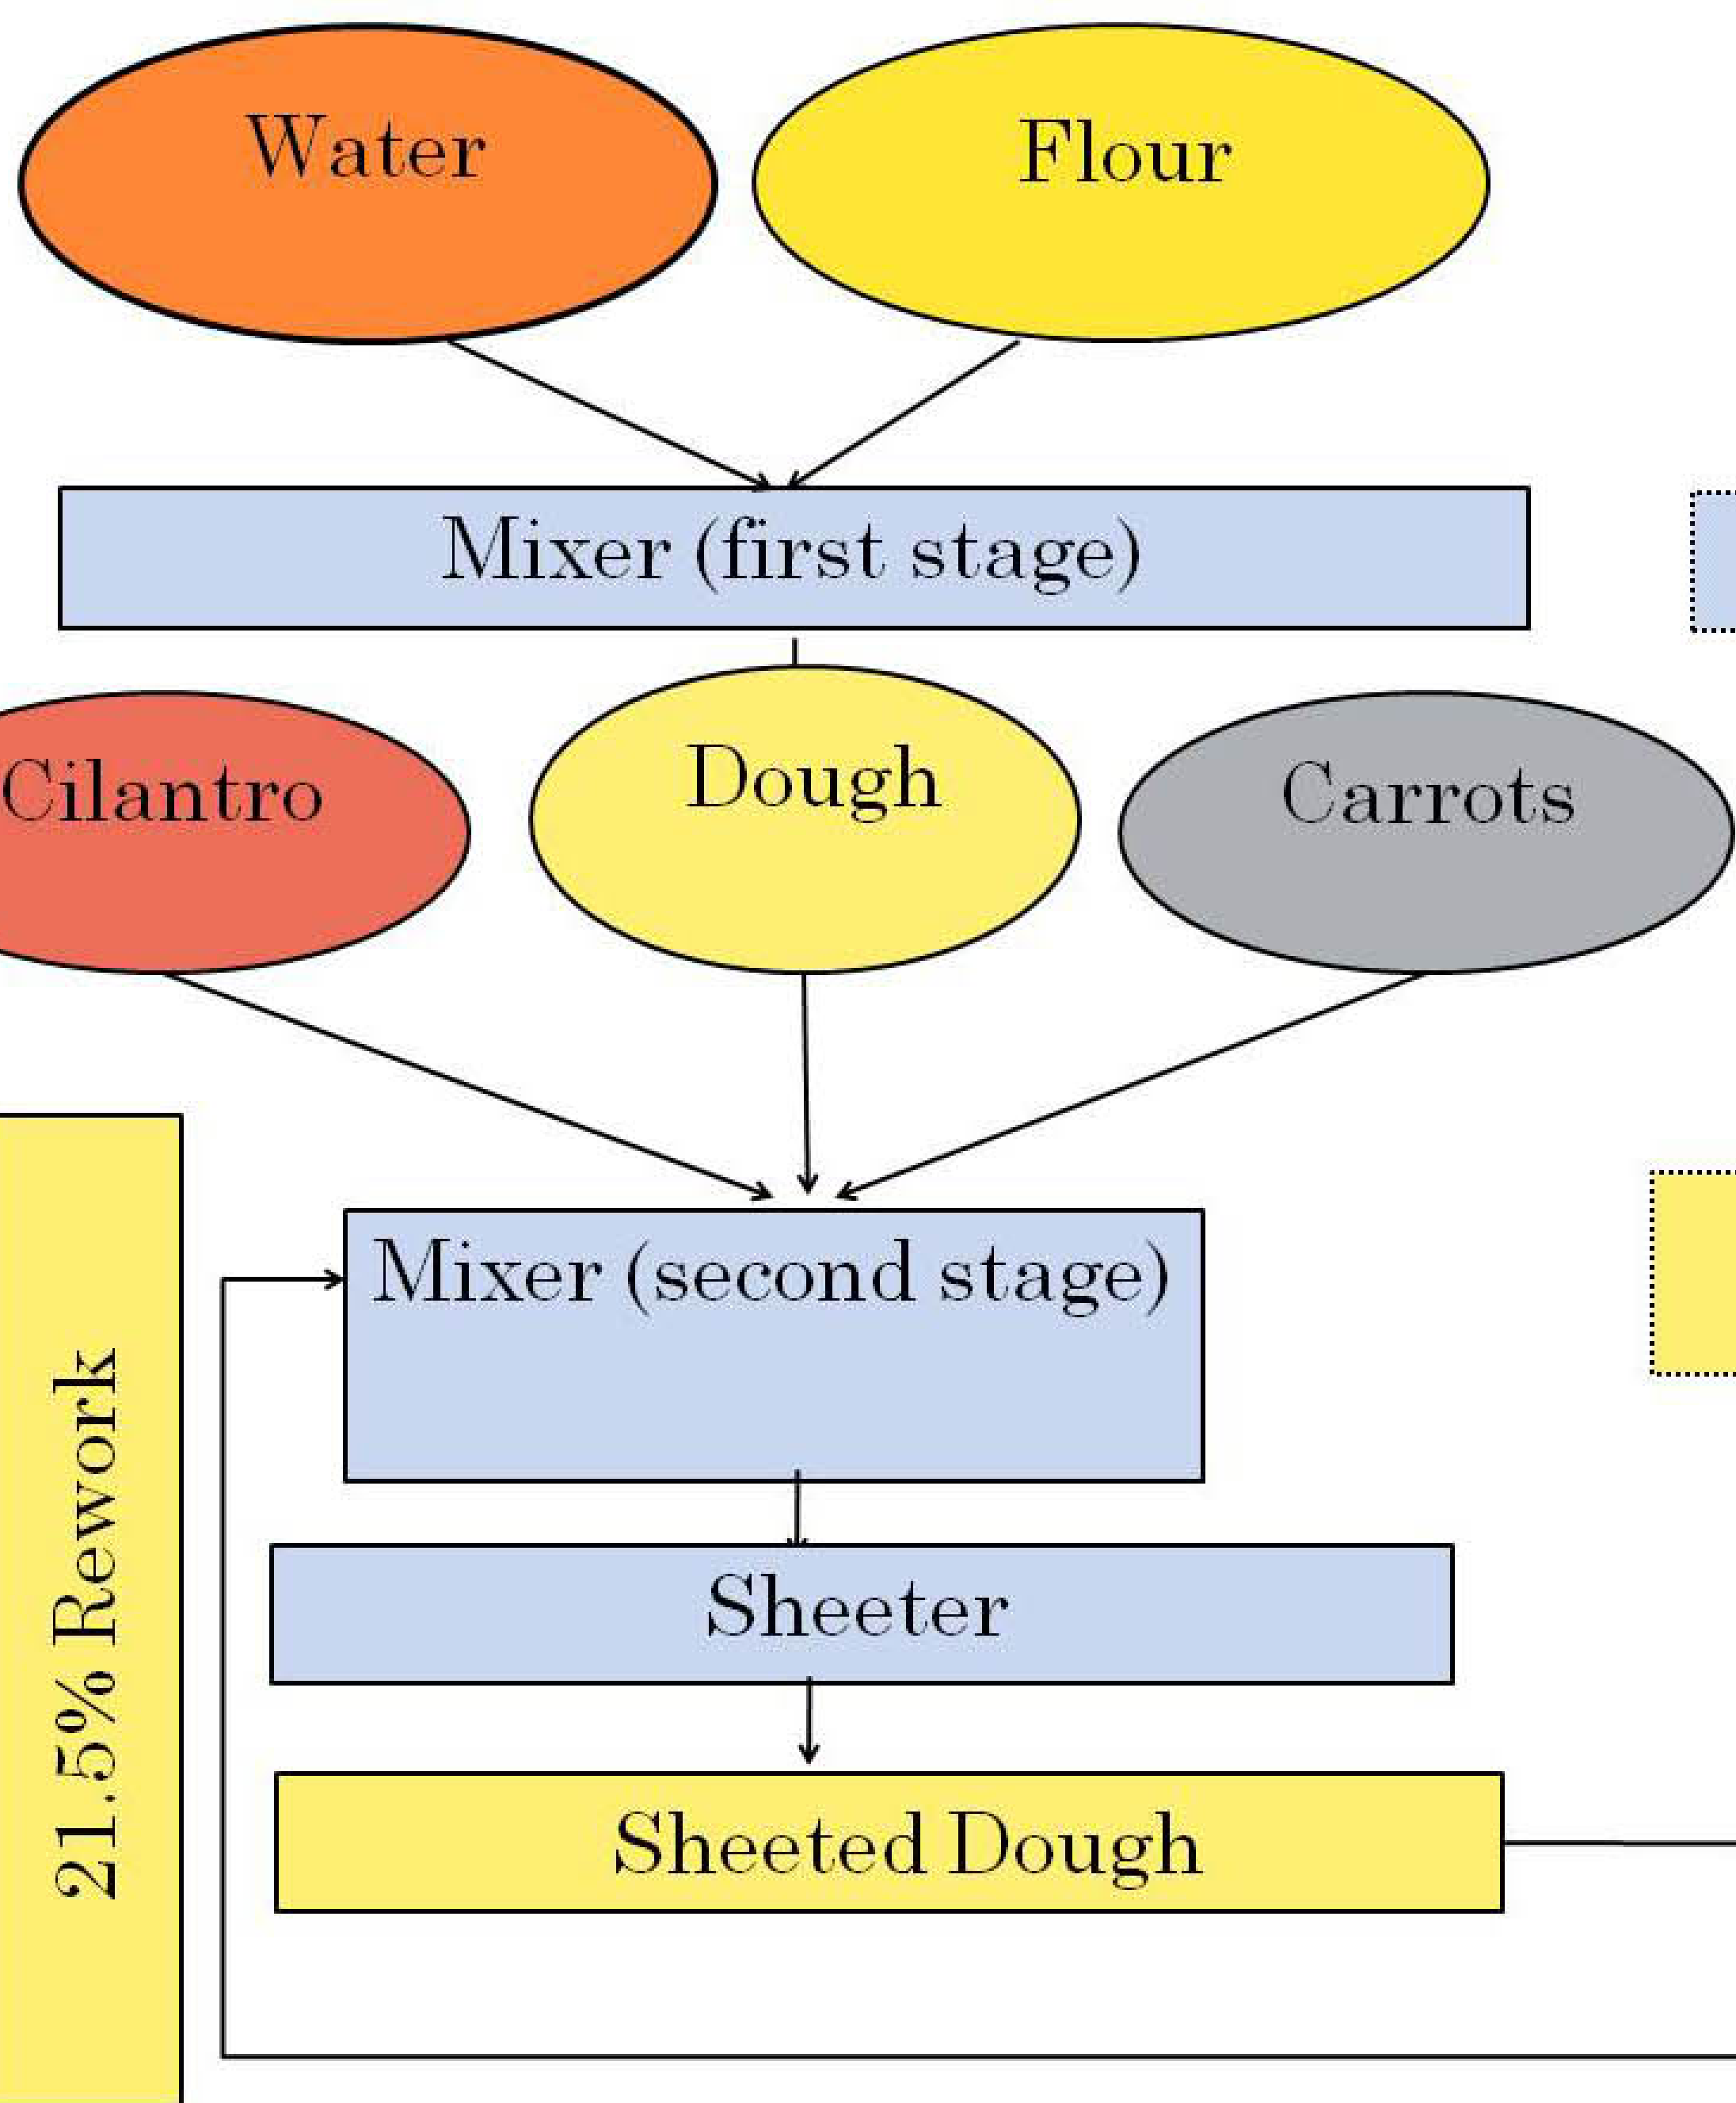 Water
Flour
Mixer (first stage)
Cilantro
Dough
Carrots
Mixer (second stage)
21.5% Rework
Sheeter
Sheeted Dough